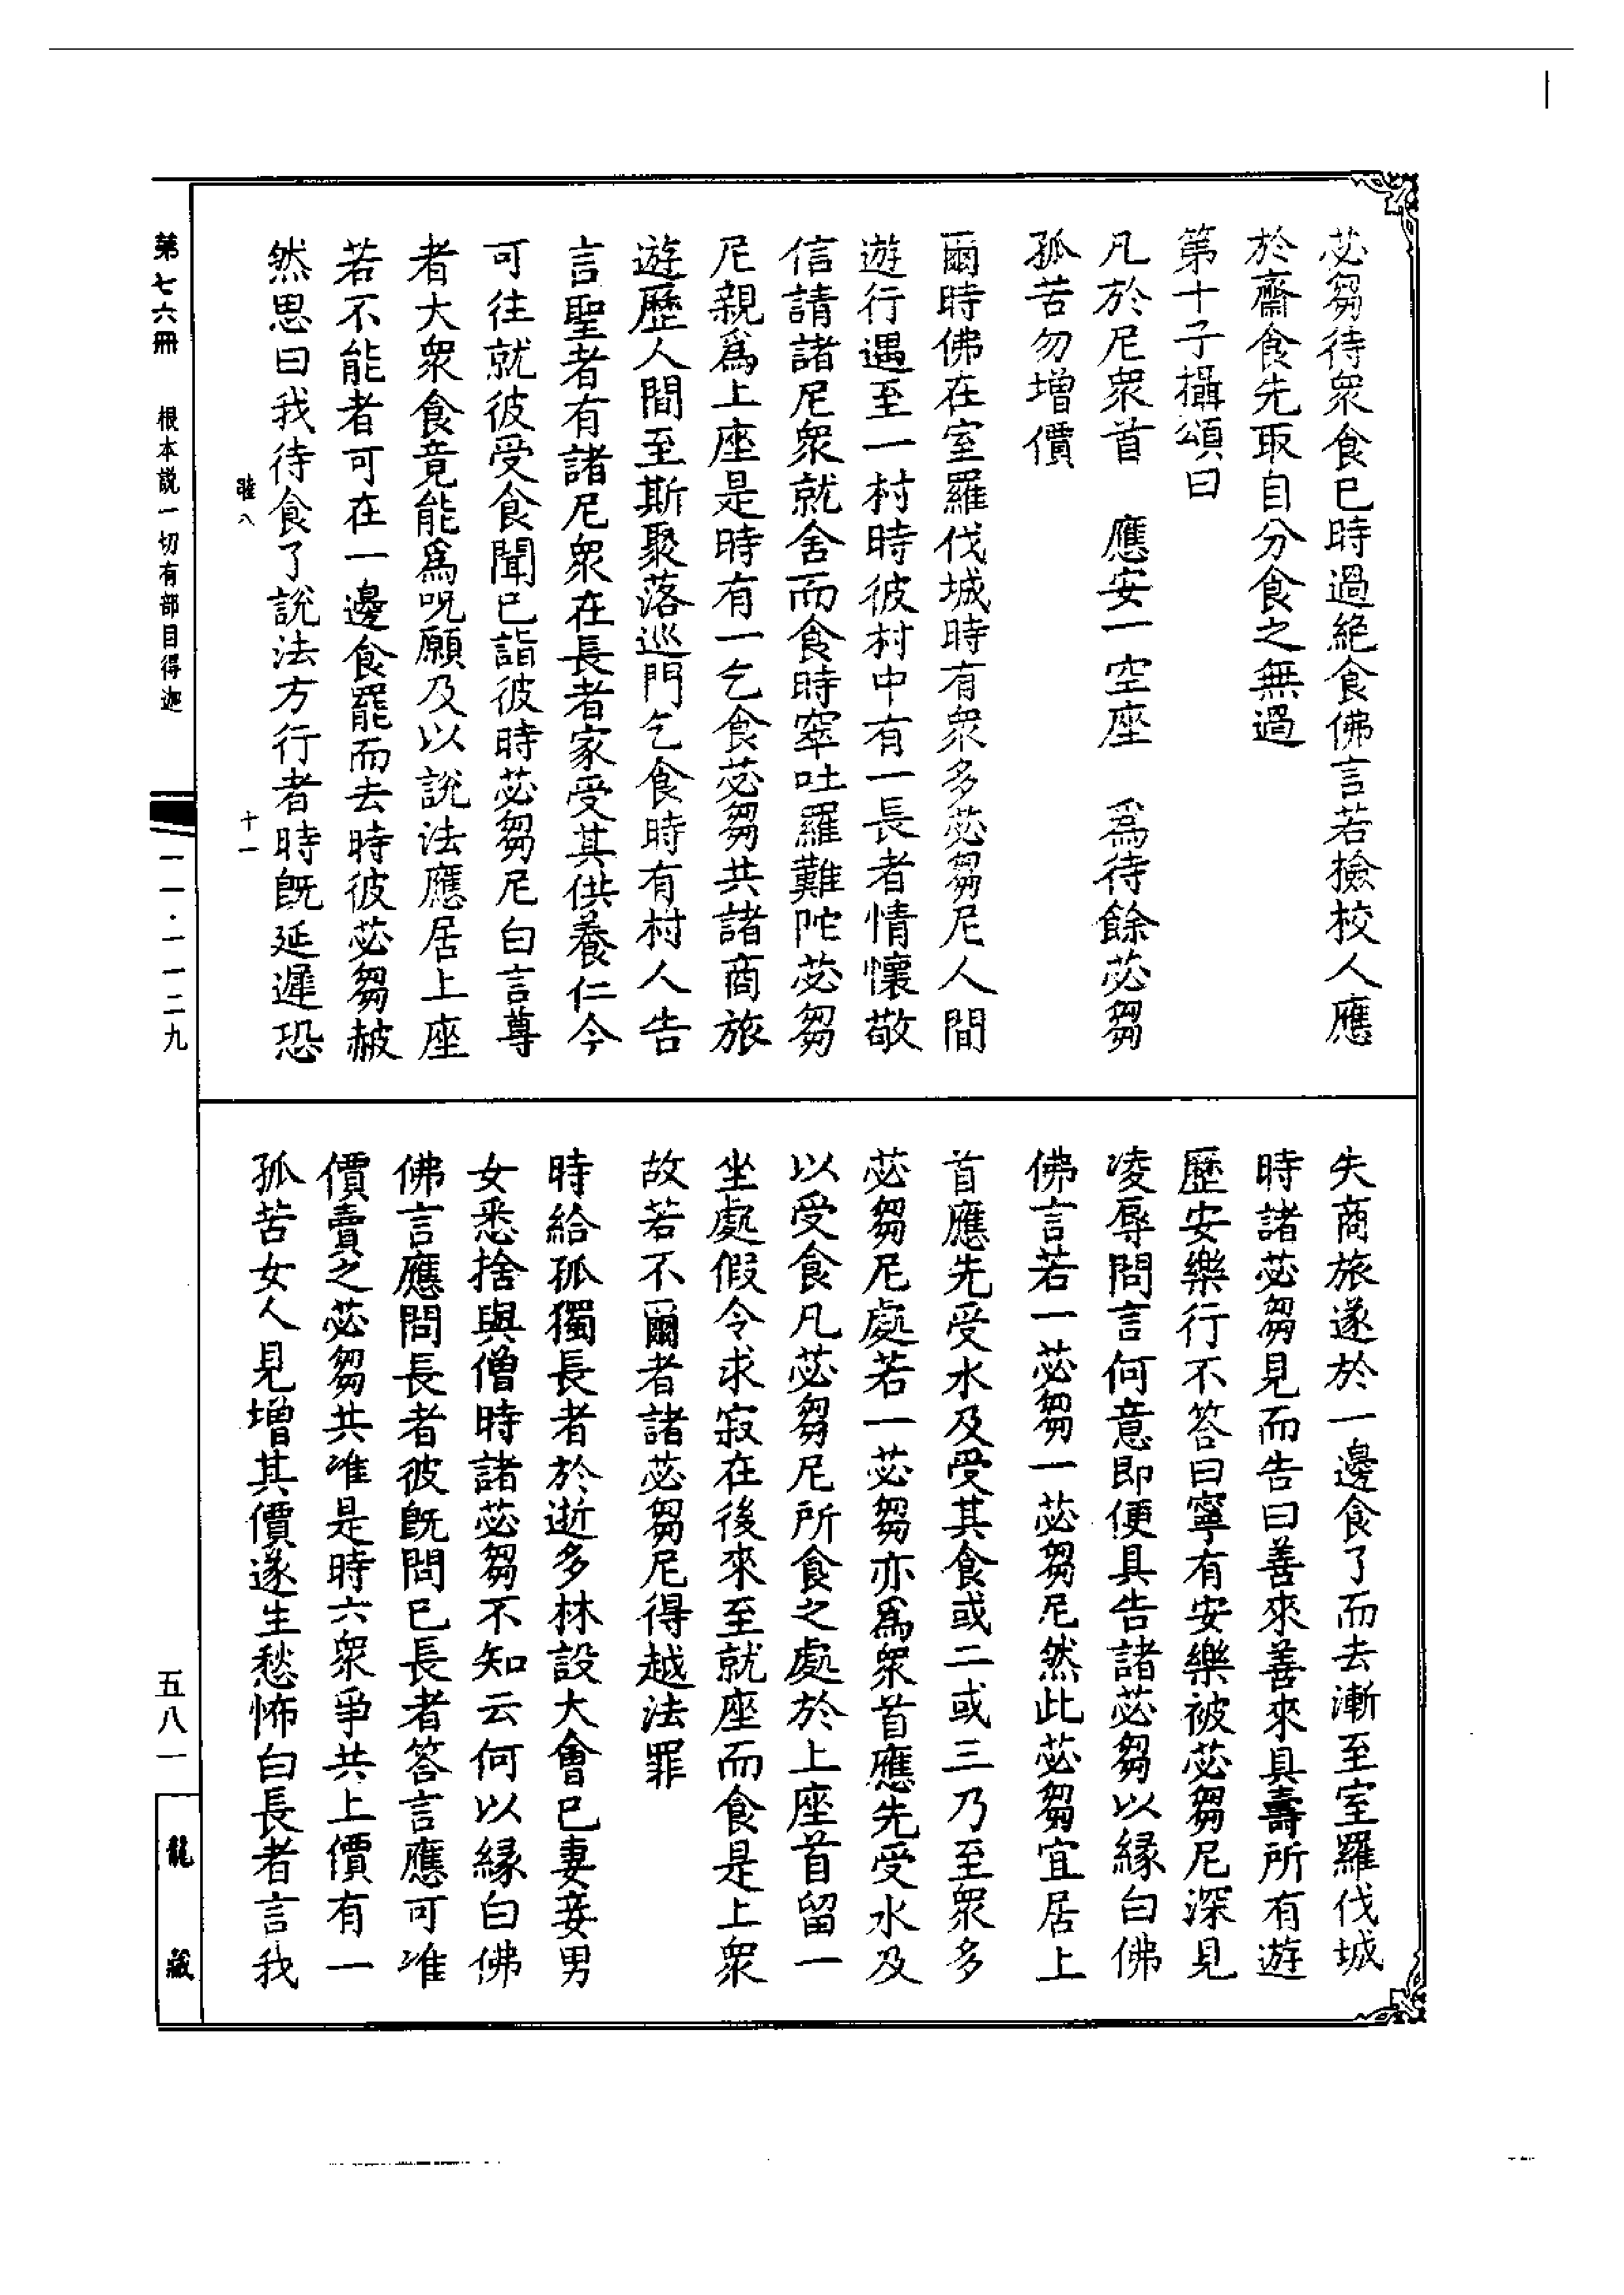 苾芻待衆食已時過絶食佛言若撿校人應
於齋食先取自分食之無過
第十子攝頌曰
凡於尼衆首　應安一空座　爲待餘苾芻
孤苦勿增價
爾時佛在室羅伐城時有衆多苾芻尼人間
遊行遇至一村時彼村中有一長者情懷敬
信請諸尼衆就舍而食時窣吐羅難陀苾芻
尼親爲上座是時有一乞食苾芻共諸商旅
遊歷人間至斯聚落巡門乞食時有村人告
言聖者有諸尼衆在長者家受其供養仁今
可往就彼受食聞已詣彼時苾芻尼白言尊
者大衆食竟能爲呪願及以說法應居上座
若不能者可在一邊食罷而去時彼苾芻赧
然思曰我待食了說法方行者時旣延遲恐
失商旅遂於一邊食了而去漸至室羅伐城
時諸苾芻見而告曰善來善來具壽所有遊
歷安樂行不答曰寧有安樂被苾芻尼深見
凌辱問言何意即便具告諸苾芻以緣白佛
佛言若一苾芻一苾芻尼然此苾芻宜居上
首應先受水及受其食或二或三乃至衆多
苾芻尼處若一苾芻亦爲衆首應先受水及
以受食凡苾芻尼所食之處於上座首留一
坐處假令求寂在後來至就座而食是上衆
故若不爾者諸苾芻尼得越法罪
時給孤獨長者於逝多林設大會已妻妾男
女悉捨與僧時諸苾芻不知云何以緣白佛
佛言應問長者彼旣問已長者答言應可准
價賣之苾芻共准是時六衆爭共上價有一
孤苦女人見增其價遂生愁怖白長者言我
第七六冊　根本説一切有部目得迦
一一·一一二九
五八一
龍藏
十一